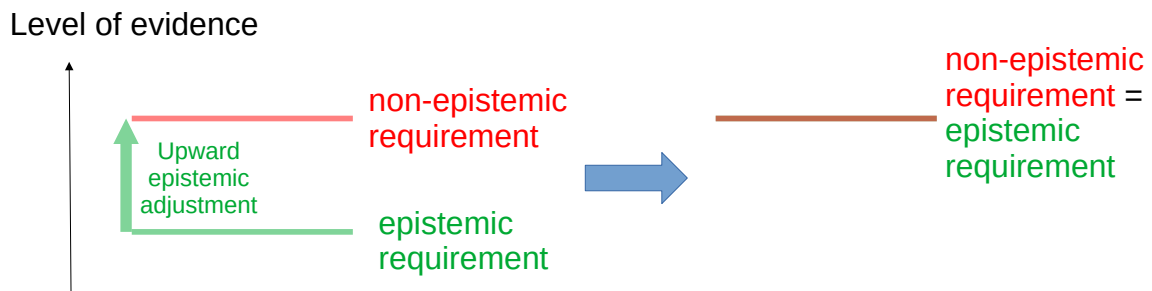 Level of evidence
non-epistemic
requirement
Upward
epistemic
adjustment
epistemic
requirement
non-epistemic
requirement =
epistemic
requirement